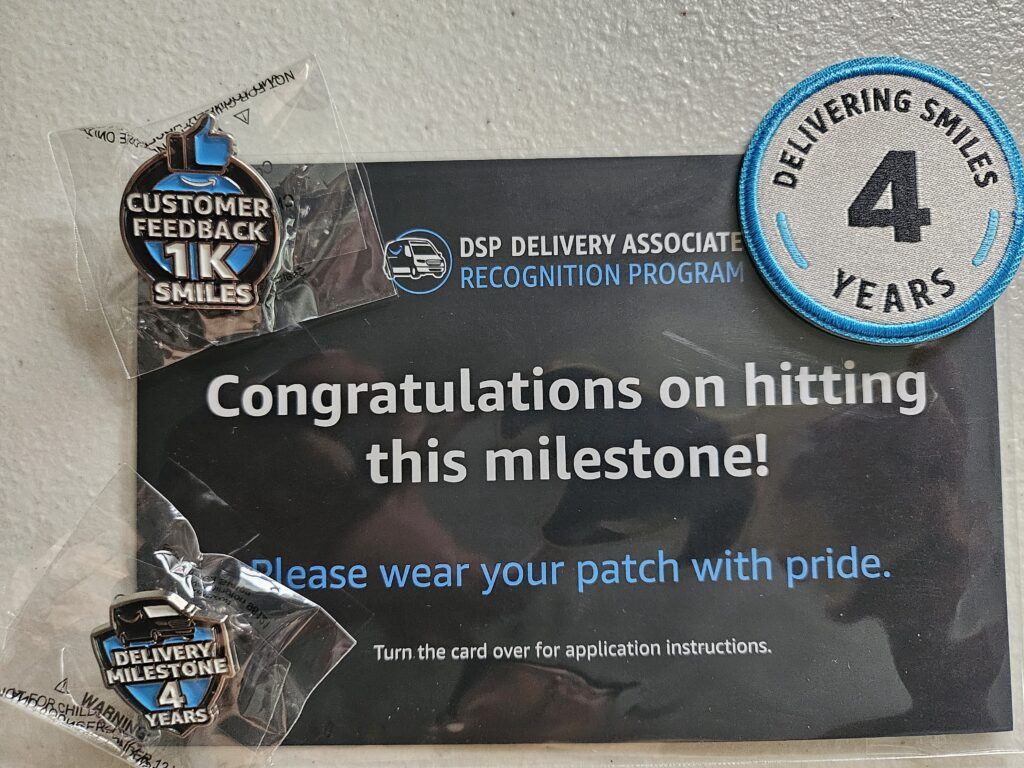 CUSTOMER
FEEDBACK
1K
SMILES
DSP DELIVERY ASSOCIATE
RECOGNITION PROGRAM
DELIVERING SMILES
4
YEARS
Congratulations on hitting
this milestone!
Please wear your patch with pride.
Turn the card over for application instructions.
DELIVERY
MILESTONE
4
YEARS
WARNING